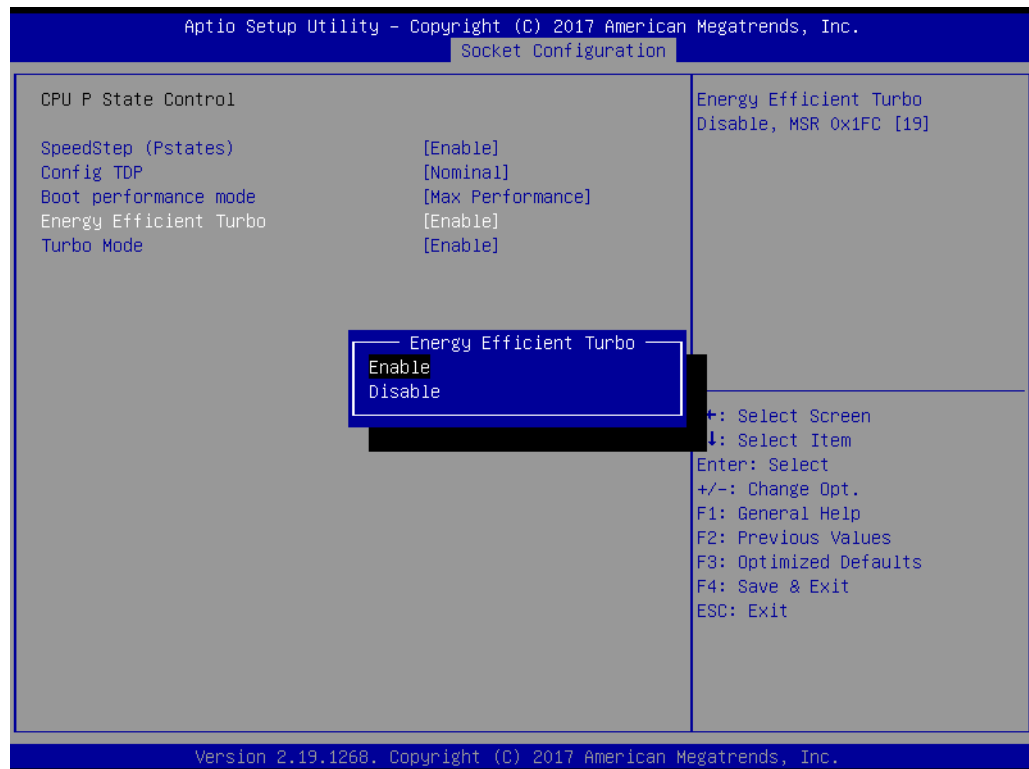 Aptio Setup Utility – Copyright (C) 2017 American Megatrends, Inc.
Socket Configuration
CPU P State Control
SpeedStep (Pstates) [Enable]
Config TDP [Nominal]
Boot performance mode [Max Performance]
Energy Efficient Turbo [Enable]
Turbo Mode [Enable]
Energy Efficient Turbo
Disable, MSR 0x1FC [19]
Energy Efficient Turbo
Enable
Disable
: Select Screen
↓: Select Item
Enter: Select
+/-: Change Opt.
F1: General Help
F2: Previous Values
F3: Optimized Defaults
F4: Save & Exit
ESC: Exit
Version 2.19.1268. Copyright (C) 2017 American Megatrends, Inc.